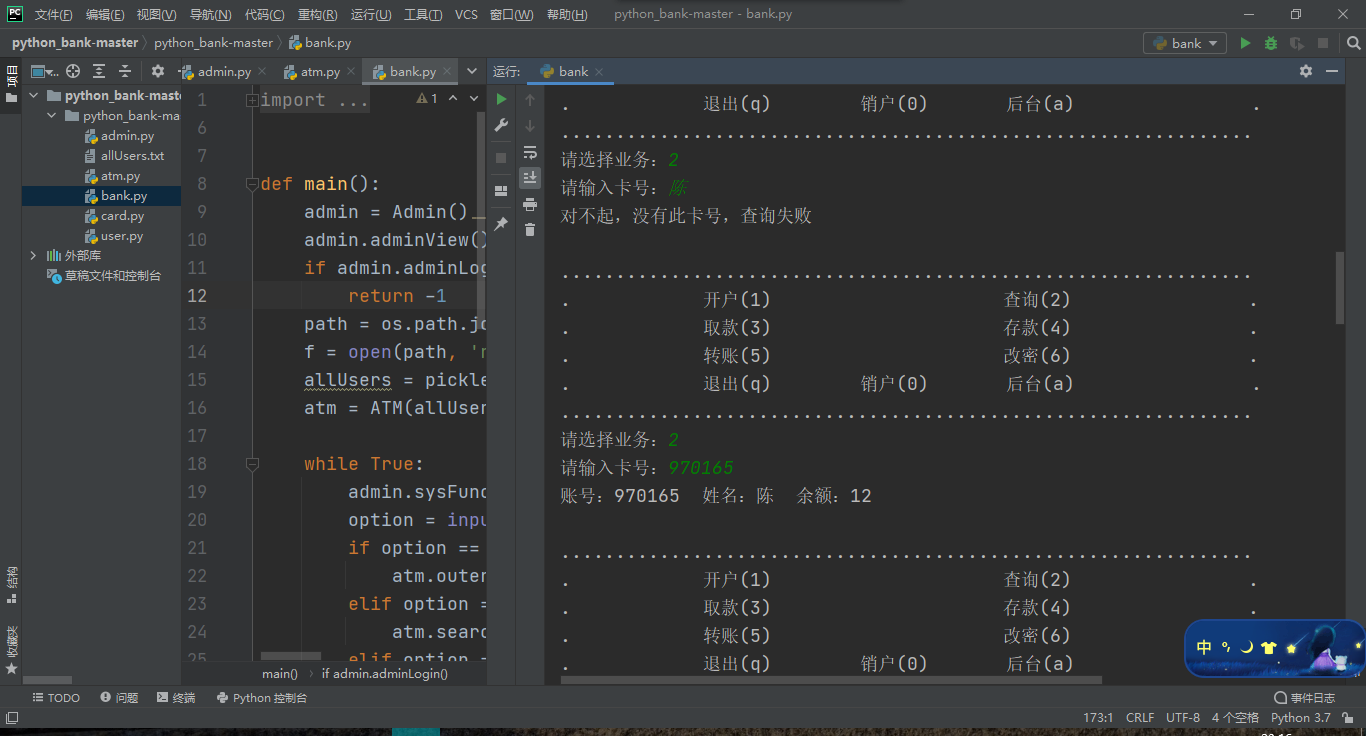 文件(F) 编辑(E) 视图(V) 导航(N) 代码(C) 重构(R) 运行(U) 工具(T) VCS 窗口(W) 帮助(H) python_bank-master - bank.py
python_bank-master python_bank-master bank.py bank
项目
admin.py atm.py bank.py
运行: bank
python_bank-maste
python_bank-ma
admin.py
allUsers.txt
atm.py
bank.py
card.py
user.py
外部库
草稿文件和控制台
结构
收藏夹
1 import ... 1
6
7
8 def main():
9 admin = Admin()
10 admin.adminView()
11 if admin.adminLog
12 return -1
13 path = os.path.jo
14 f = open(path, 'r
15 allUsers = pickle
16 atm = ATM(allUser
17
18 while True:
19 admin.sysFunc
20 option = inpu
21 if option ==
22 atm.outer
23 elif option =
24 atm.searc
25 elif option =
main() if admin.adminLogin()
. 退出(q) 销户(0) 后台(a) .
...............................................................
请选择业务：2
请输入卡号：陈
对不起，没有此卡号，查询失败
...............................................................
. 开户(1) 查询(2) .
. 取款(3) 存款(4) .
. 转账(5) 改密(6) .
. 退出(q) 销户(0) 后台(a) .
...............................................................
请选择业务：2
请输入卡号：970165
账号：970165 姓名：陈 余额：12
...............................................................
. 开户(1) 查询(2) .
. 取款(3) 存款(4) .
. 转账(5) 改密(6)
. 退出(q) 销户(0) 后台(a)
中
TODO 问题 终端 Python 控制台 事件日志
173:1 CRLF UTF-8 4 个空格 Python 3.7